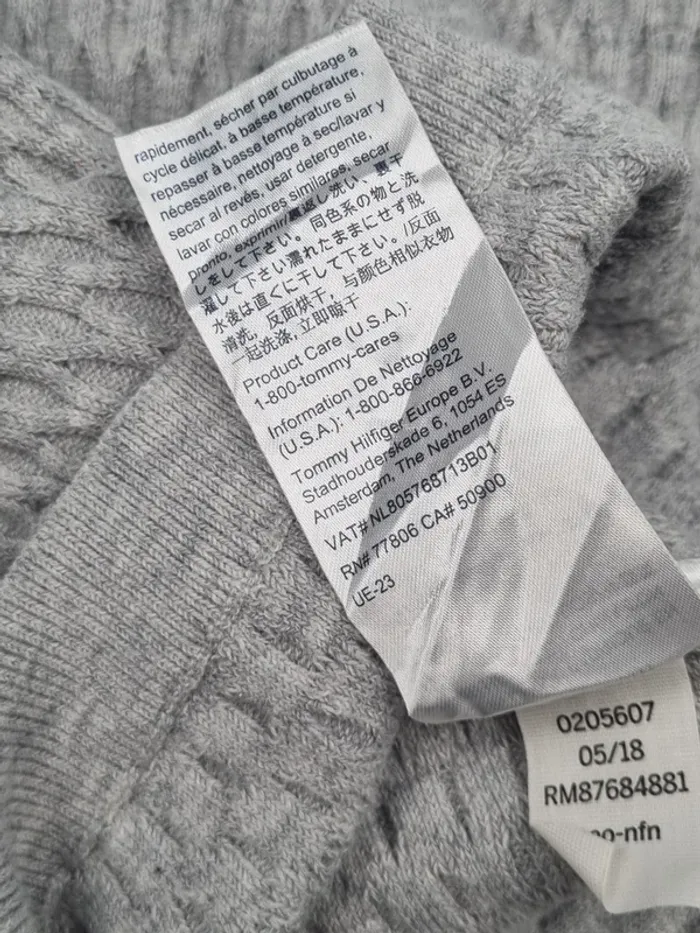 rapidement, sécher par culbutage à
cycle délicat, à basse température,
repasser à basse température si
nécessaire, nettoyage à sec/lavar y
secar al revés, usar detergente,
lavar con colores similares, secar
pronto, exprimir/裏返し洗い、裏干
しをして下さい。同色系の物と洗
濯して下さい濡れたままにせず脱
水後は直ぐに干して下さい。/反面
清洗，反面烘干，与颜色相似衣物
一起洗涤, 立即晾干
Product Care (U.S.A.):
1-800-tommy-cares
Information De Nettoyage
(U.S.A.): 1-800-866-6922
Tommy Hilfiger Europe B.V.
Stadhouderskade 6, 1054 ES
Amsterdam, The Netherlands
VAT# NL805768713B01
RN# 77806 CA# 50900
UE-23
0205607
05/18
RM87684881